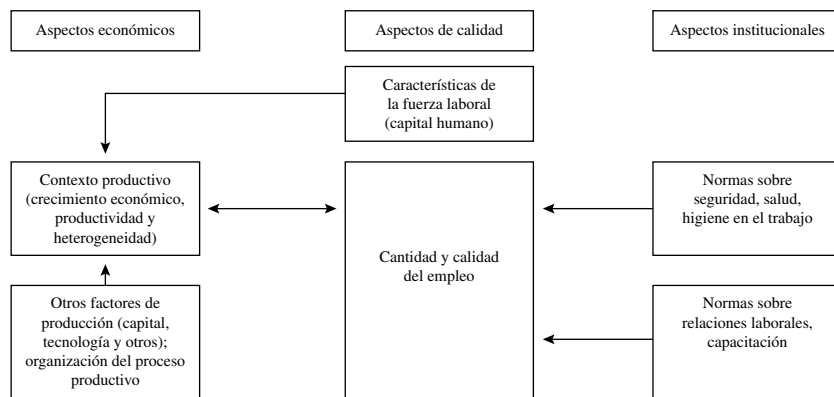 Aspectos económicos
Aspectos de calidad
Aspectos institucionales
Características de
la fuerza laboral
(capital humano)
Contexto productivo
(crecimiento económico,
productividad y
heterogeneidad)
Cantidad y calidad
del empleo
Normas sobre
seguridad, salud,
higiene en el trabajo
Otros factores de
producción (capital,
tecnología y otros);
organización del proceso
productivo
Normas sobre
relaciones laborales,
capacitación